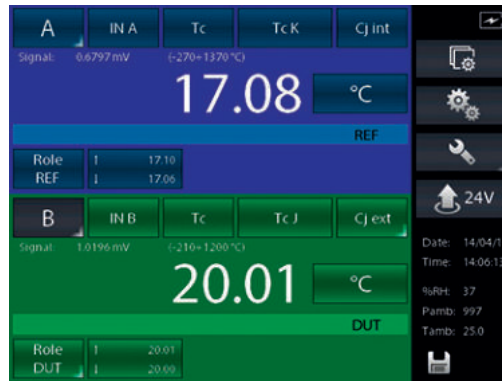 A IN A Tc Tc K Cj int
Signal: 0.6797 mV (-270÷1370 °C)
17.08 °C
REF
Role REF ↑ 17.10
↓ 17.06
B IN B Tc Tc J Cj ext
Signal: 1.0196 mV (-210÷1200 °C)
20.01 °C
DUT
Role DUT ↑ 20.01
↓ 20.00
24V
Date: 14/04/1
Time: 14:06:13
%RH: 37
Pamb: 997
Tamb: 25.0